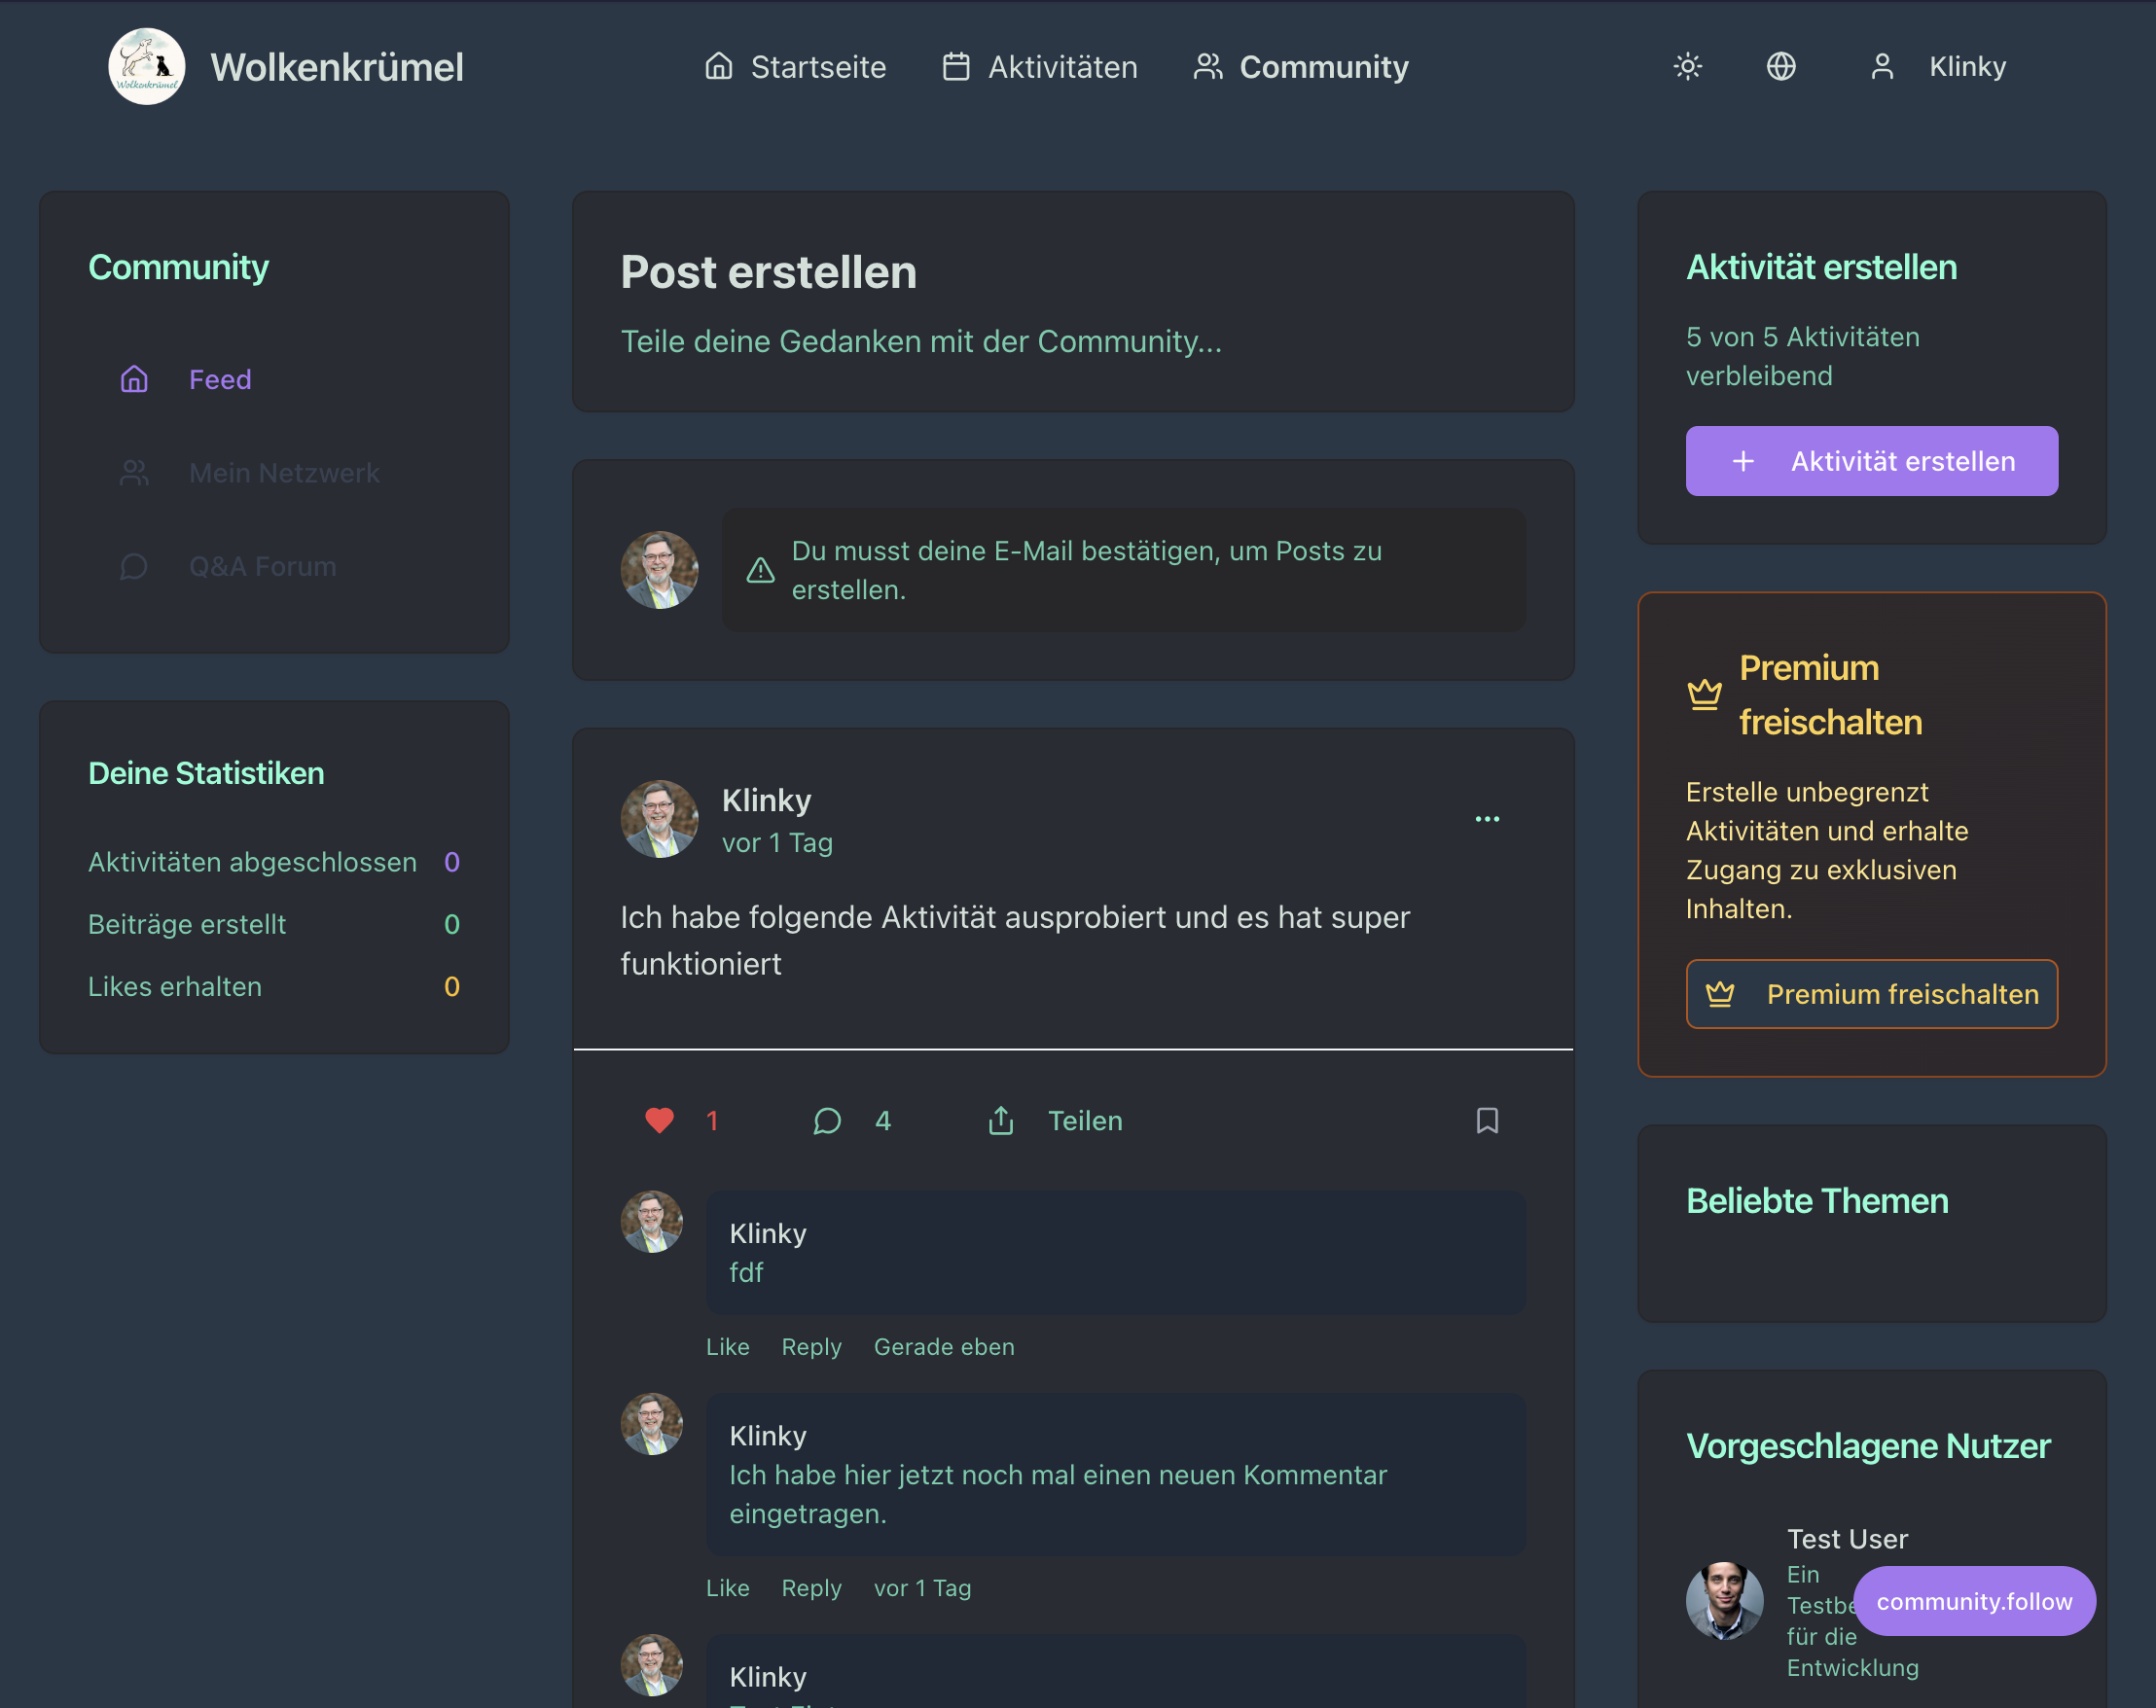 Wolkenkrümel
Wolkenkrümel
Startseite
Aktivitäten
Community
Klinky
Community
Feed
Mein Netzwerk
Q&A Forum
Deine Statistiken
Aktivitäten abgeschlossen 0
Beiträge erstellt 0
Likes erhalten 0
Post erstellen
Teile deine Gedanken mit der Community...
Du musst deine E-Mail bestätigen, um Posts zu
erstellen.
Klinky
vor 1 Tag
Ich habe folgende Aktivität ausprobiert und es hat super
funktioniert
1 4 Teilen
Klinky
fdf
Like Reply Gerade eben
Klinky
Ich habe hier jetzt noch mal einen neuen Kommentar
eingetragen.
Like Reply vor 1 Tag
Klinky
Aktivität erstellen
5 von 5 Aktivitäten
verbleibend
Aktivität erstellen
Premium
freischalten
Erstelle unbegrenzt
Aktivitäten und erhalte
Zugang zu exklusiven
Inhalten.
Premium freischalten
Beliebte Themen
Vorgeschlagene Nutzer
Test User
Ein
community.follow
für die
Entwicklung